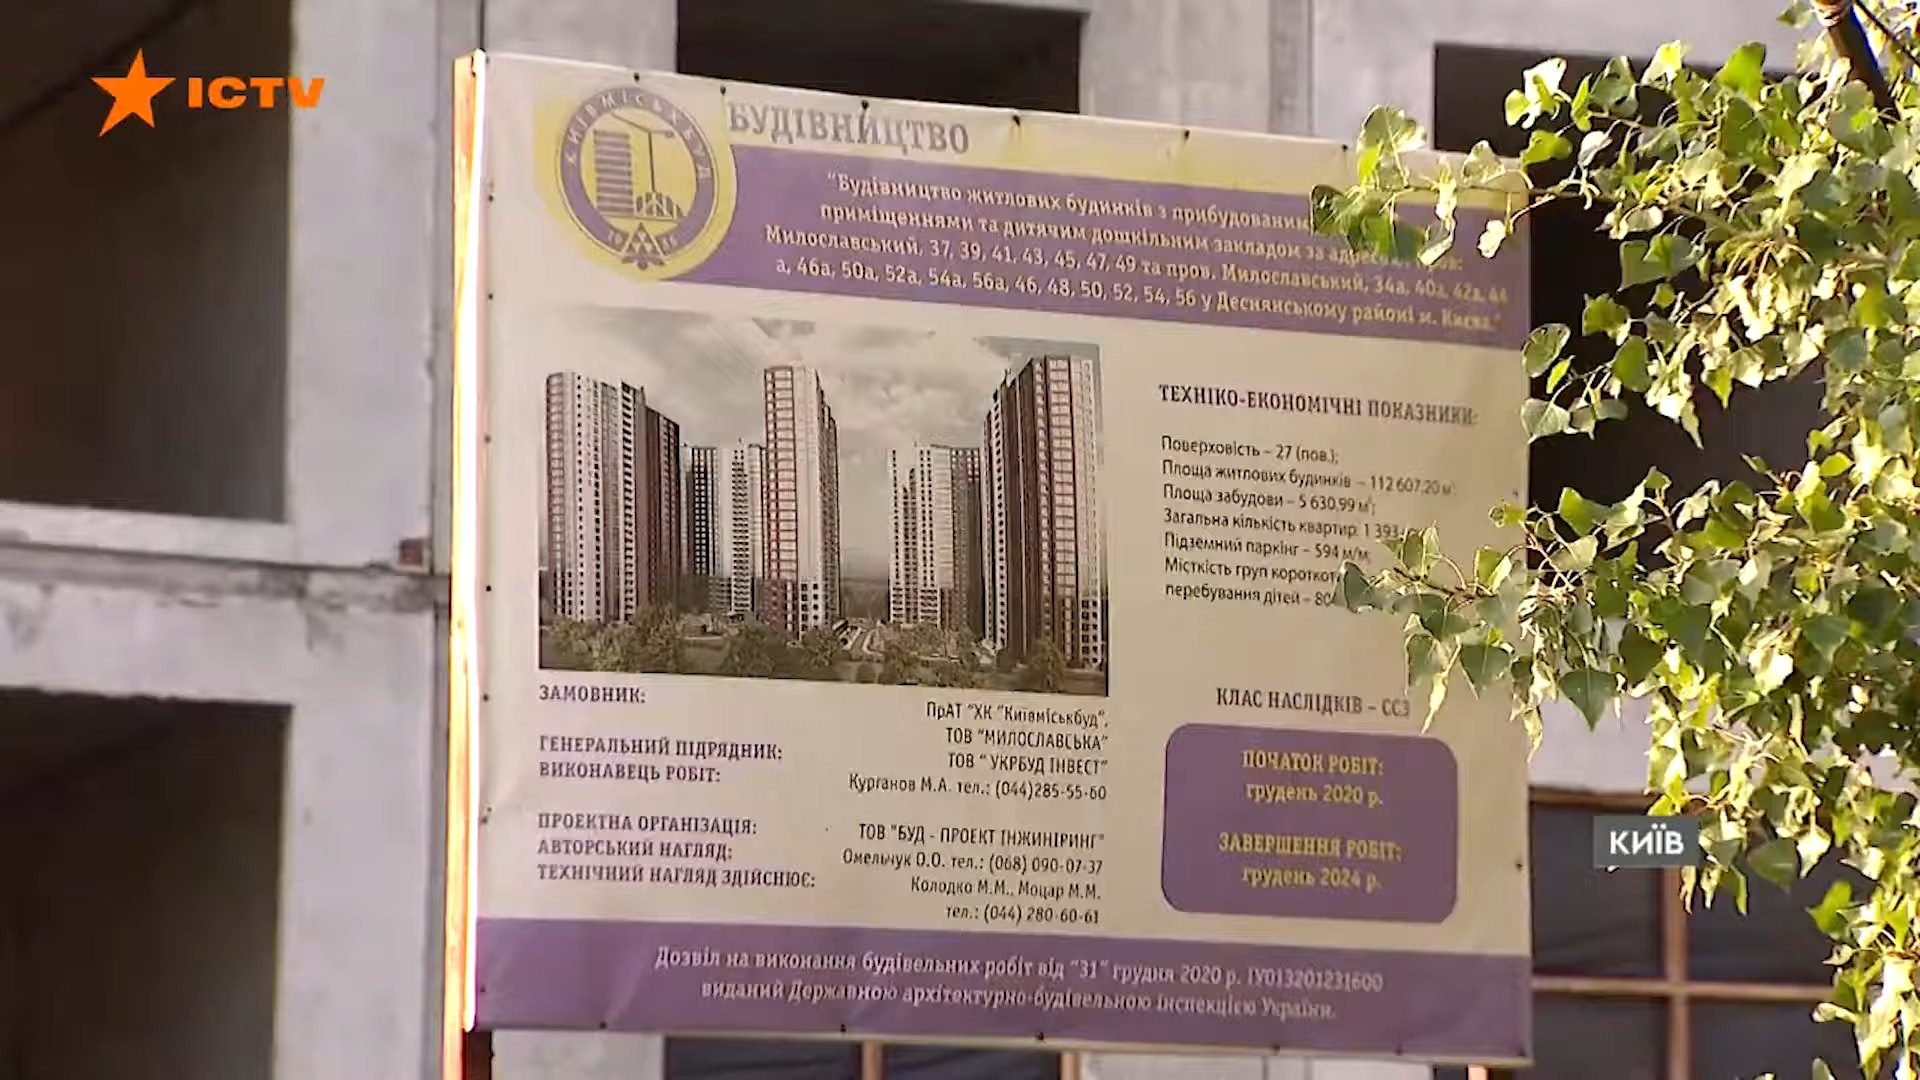 ICTV
КИЇВМІСЬКБУД
БУДІВНИЦТВО
"Будівництво житлових будинків з прибудованим
приміщеннями та дитячим дошкільним закладом за
Милославський, 37, 39, 41, 43, 45, 47, 49 та пров. Милославський, 34а, 40а, 42а, 44
а, 46а, 50а, 52а, 54а, 56а, 46, 48, 50, 52, 54, 56 у Деснянському районі м. Києва."
ТЕХНІКО-ЕКОНОМІЧНІ ПОКАЗНИКИ:
Поверховість – 27 (пов.);
Площа житлових будинків – 112 607,20 м²;
Площа забудови – 5 630,99 м²;
Загальна кількість квартир: 1 393
Підземний паркінг – 594 м/м;
Місткість груп
перебування дітей –
ЗАМОВНИК:
ПрАТ "ХК "Київміськбуд",
ТОВ "МИЛОСЛАВСЬКА"
ГЕНЕРАЛЬНИЙ ПІДРЯДНИК:
ТОВ " УКРБУД ІНВЕСТ"
ВИКОНАВЕЦЬ РОБІТ:
Курганов М.А. тел.: (044)285-55-60
ПРОЕКТНА ОРГАНІЗАЦІЯ:
ТОВ "БУД - ПРОЕКТ ІНЖИНІРИНГ"
АВТОРСЬКИЙ НАГЛЯД:
Омельчук О.О. тел.: (068) 090-07-37
ТЕХНІЧНИЙ НАГЛЯД ЗДІЙСНЮЄ:
Колодко М.М., Моцар М.М.
тел.: (044) 280-60-61
КЛАС НАСЛІДКІВ – СС3
ПОЧАТОК РОБІТ:
грудень 2020 р.
ЗАВЕРШЕННЯ РОБІТ:
грудень 2024 р.
КИЇВ
Дозвіл на виконання будівельних робіт від "31" грудня 2020 р. ІУ013201231600
виданий Державною архітектурно-будівельною інспекцією України.